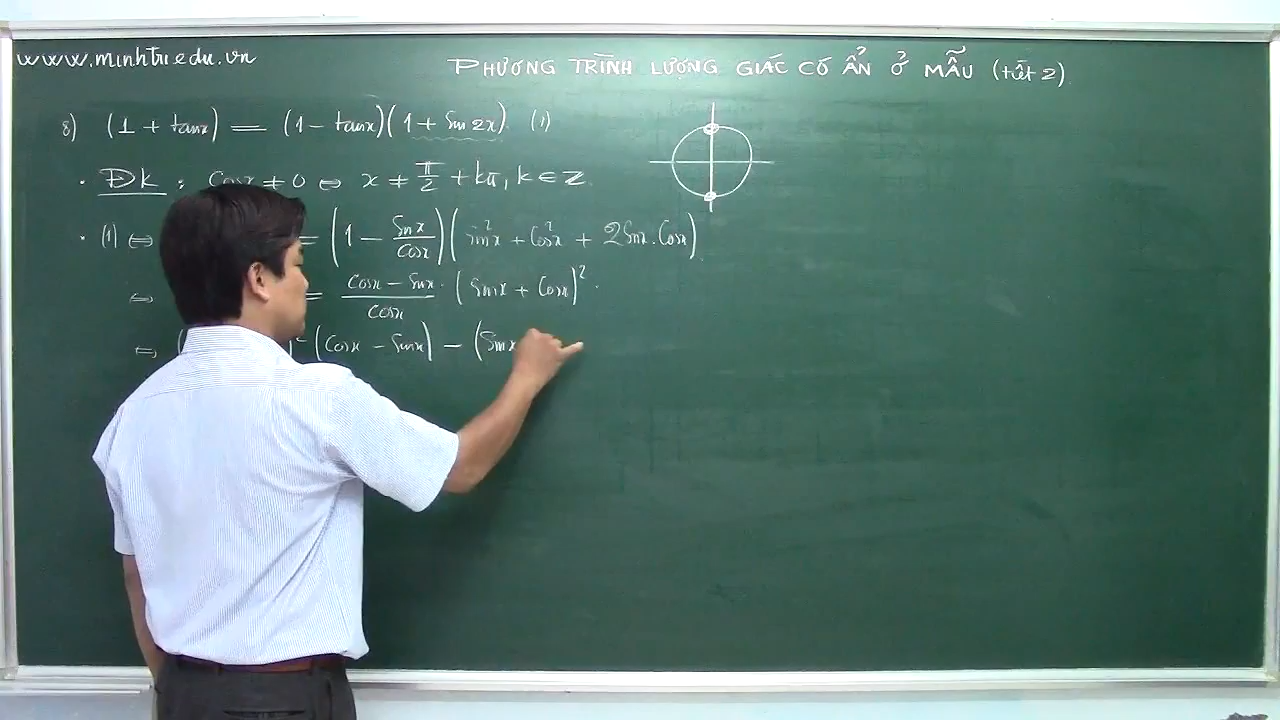 www.minhtriedu.vn
PHƯƠNG TRÌNH LƯỢNG GIÁC CÓ ẨN Ở MẪU (tiết 2)
8) (1 + tanx) = (1 - tanx)(1 + Sin2x) (1)
. ĐK : Cosx ≠ 0 ⇔ x ≠ π/2 + kπ, k ∈ Z
. (1) ⇔ = (1 - Sinx/Cosx)(Sin²x + Cos²x + 2Sinx.Cosx)
⇔ = (Cosx - Sinx)/Cosx . (Sinx + Cosx)².
⇔ (Cosx - Sinx) - (Sinx